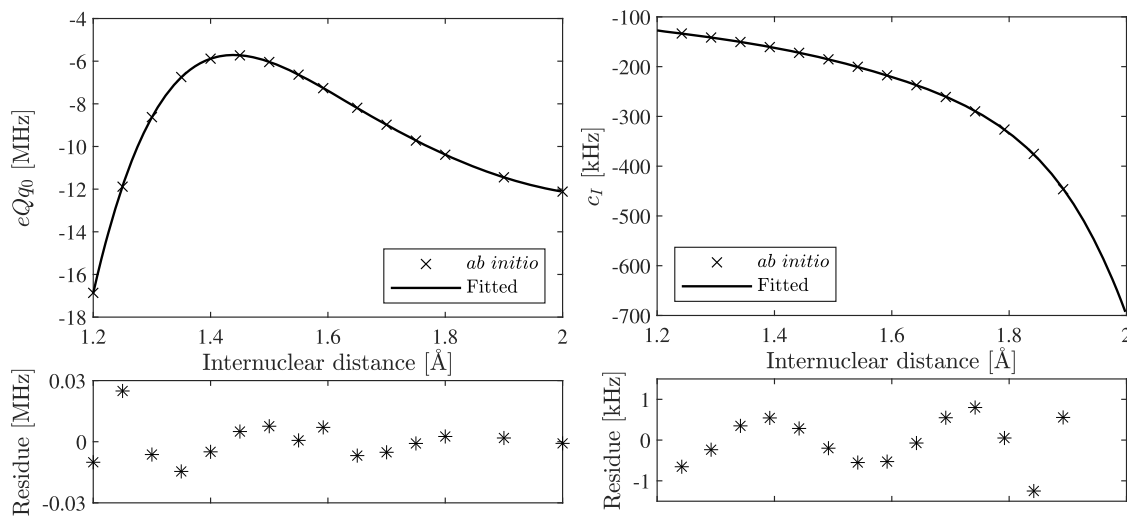 -4
-6
-8
-10
-12
-14
-16
-18
eQq0 [MHz]
× ab initio
Fitted
1.2 1.4 1.6 1.8 2
Internuclear distance [Å]
0.03
0
-0.03
Residue [MHz]
-100
-200
-300
-400
-500
-600
-700
cI [kHz]
× ab initio
Fitted
1.2 1.4 1.6 1.8 2
Internuclear distance [Å]
1
0
-1
Residue [kHz]